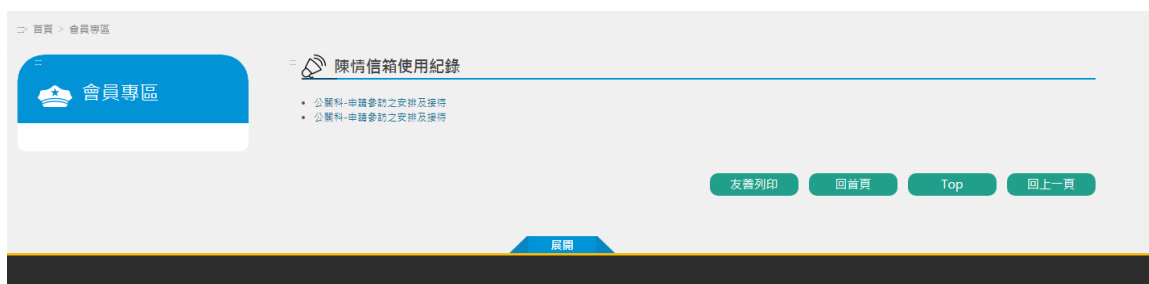 ::: 首頁 > 會員專區
:::
會員專區
:::
陳情信箱使用紀錄
• 公關科-申請參訪之安排及接待
• 公關科-申請參訪之安排及接待
友善列印 回首頁 Top 回上一頁
展開